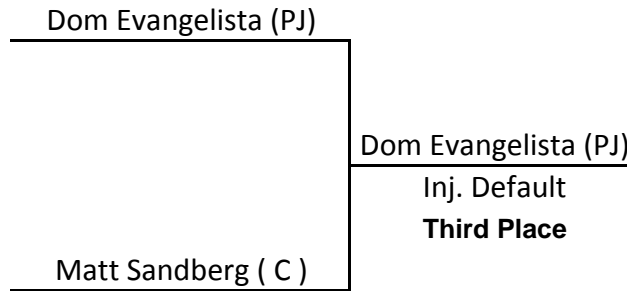 Dom Evangelista (PJ)
Dom Evangelista (PJ)
Inj. Default
Third Place
Matt Sandberg ( C )